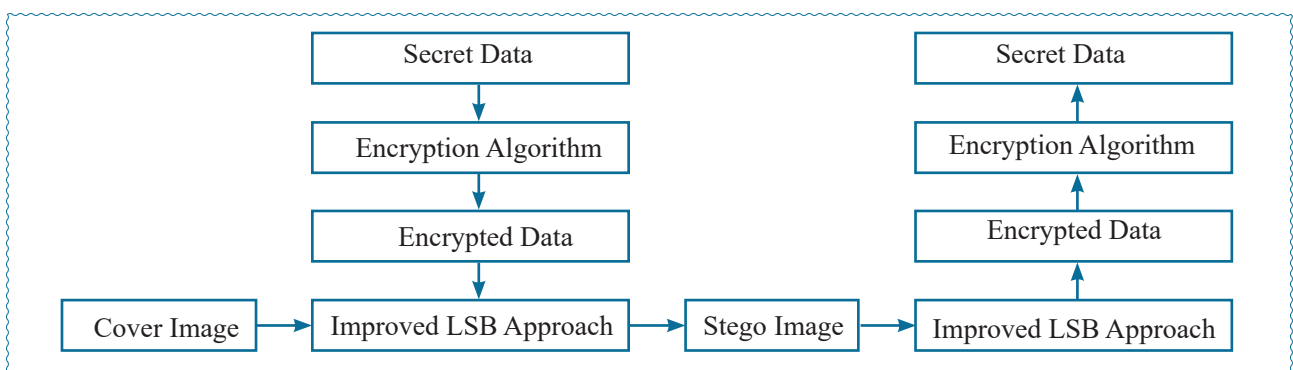 Secret Data
Secret Data
Encryption Algorithm
Encryption Algorithm
Encrypted Data
Encrypted Data
Cover Image
Improved LSB Approach
Stego Image
Improved LSB Approach